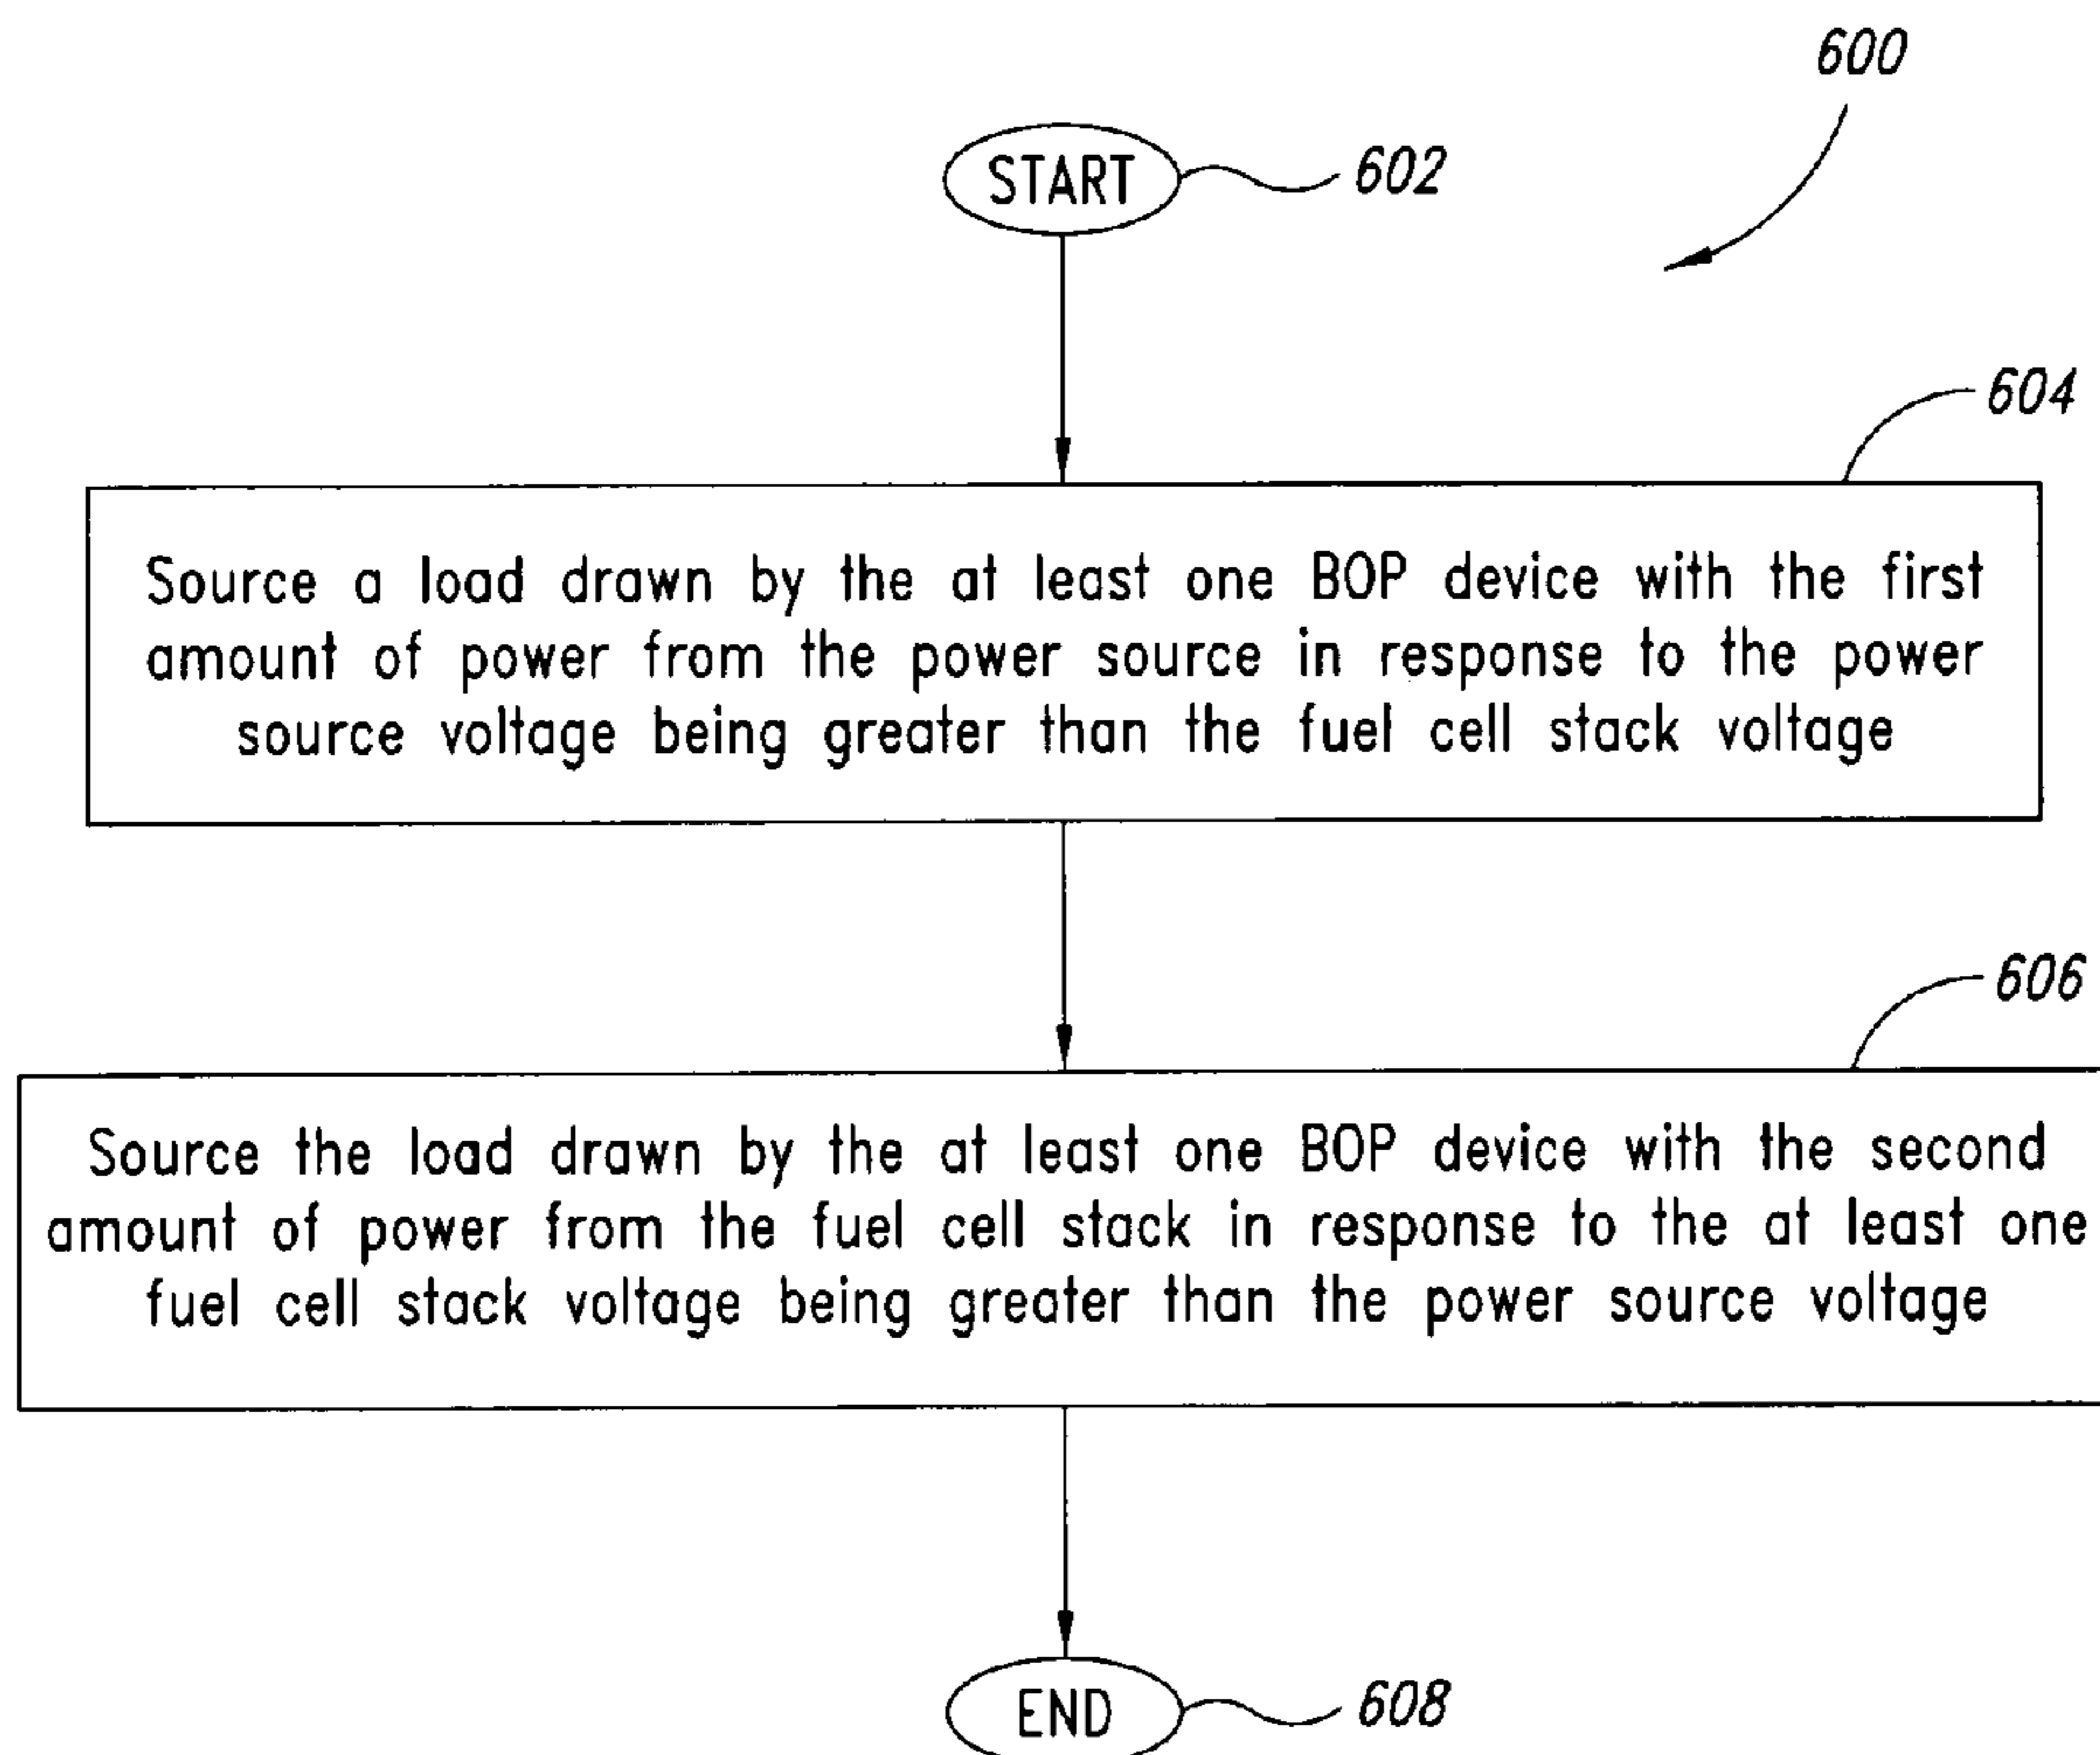 600
START
602
604
Source a load drawn by the at least one BOP device with the first
amount of power from the power source in response to the power
source voltage being greater than the fuel cell stack voltage
606
Source the load drawn by the at least one BOP device with the second
amount of power from the fuel cell stack in response to the at least one
fuel cell stack voltage being greater than the power source voltage
END
608